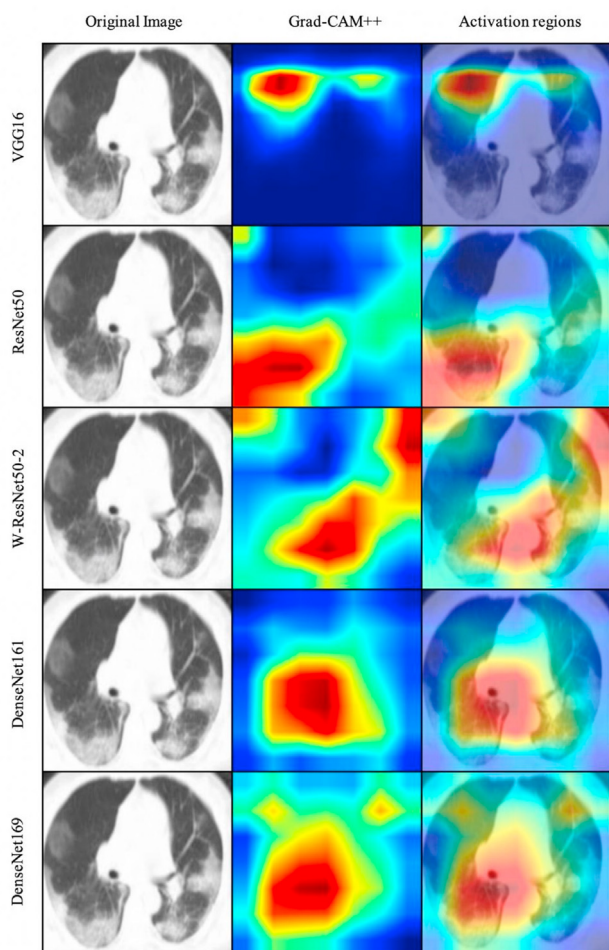 Original Image Grad-CAM++ Activation regions
VGG16
ResNet50
W-ResNet50-2
DenseNet161
DenseNet169